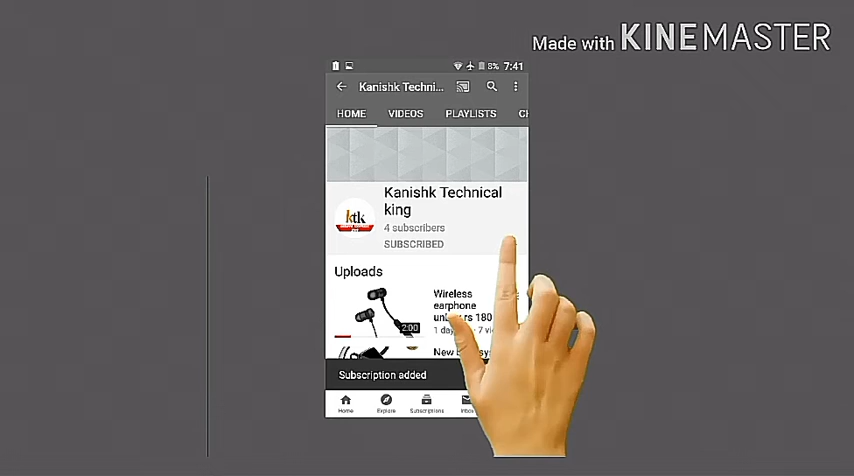 Made with KINEMASTER
8% 7:41
Kanishk Techni...
HOME VIDEOS PLAYLISTS
Kanishk Technical
king
ktk
4 subscribers
SUBSCRIBED
Uploads
Wireless
earphone
2:00
Subscription added
Home Explore Subscriptions